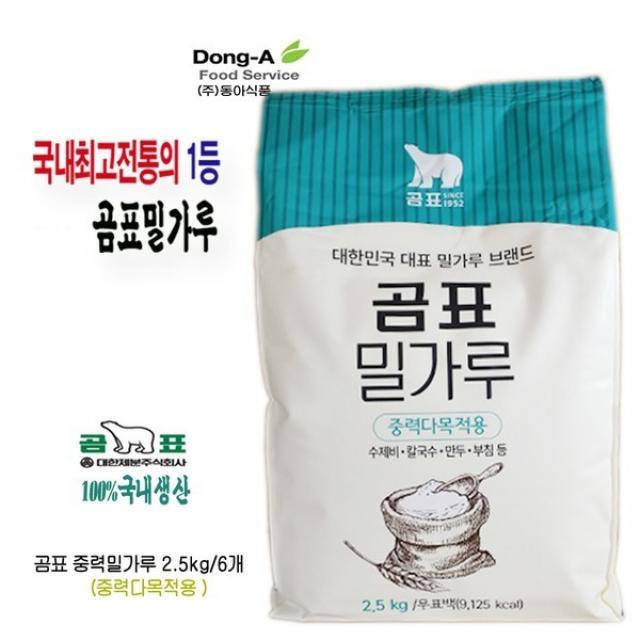 Dong-A
Food Service
(주)동아식품
국내최고전통의 1등
곰표밀가루
곰표
SINCE
1952
대한민국 대표 밀가루 브랜드
곰표
밀가루
중력다목적용
수제비•칼국수•만두•부침 등
2.5 kg /무표백(9,125 kcal)
곰 표
대한제분주식회사
100%국내생산
곰표 중력밀가루 2.5kg/6개
(중력다목적용 )